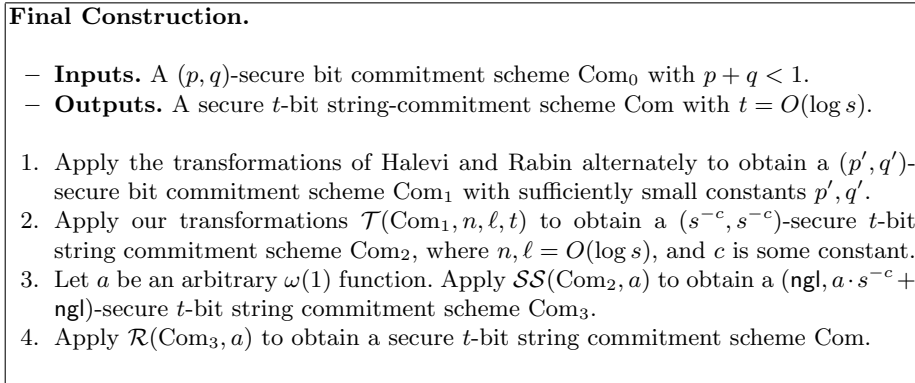 Final Construction.
– Inputs. A (p, q)-secure bit commitment scheme Com₀ with p + q < 1.
– Outputs. A secure t-bit string-commitment scheme Com with t = O(log s).
1. Apply the transformations of Halevi and Rabin alternately to obtain a (p′, q′)-
secure bit commitment scheme Com₁ with sufficiently small constants p′, q′.
2. Apply our transformations 𝒯(Com₁, n, ℓ, t) to obtain a (s⁻ᶜ, s⁻ᶜ)-secure t-bit
string commitment scheme Com₂, where n, ℓ = O(log s), and c is some constant.
3. Let a be an arbitrary ω(1) function. Apply 𝒮𝒮(Com₂, a) to obtain a (ngl, a · s⁻ᶜ +
ngl)-secure t-bit string commitment scheme Com₃.
4. Apply ℛ(Com₃, a) to obtain a secure t-bit string commitment scheme Com.